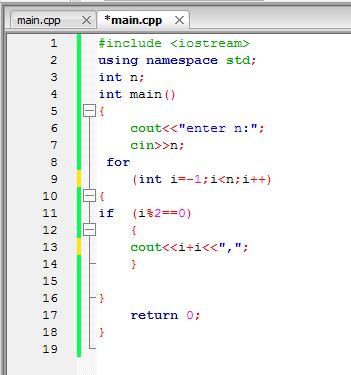 main.cpp
*main.cpp
1 #include <iostream>
2 using namespace std;
3 int n;
4 int main()
5 {
6 cout<<"enter n:";
7 cin>>n;
8 for
9 (int i=-1;i<n;i++)
10 {
11 if (i%2==0)
12 {
13 cout<<i+i<<",";
14 }
15
16 }
17 return 0;
18 }
19